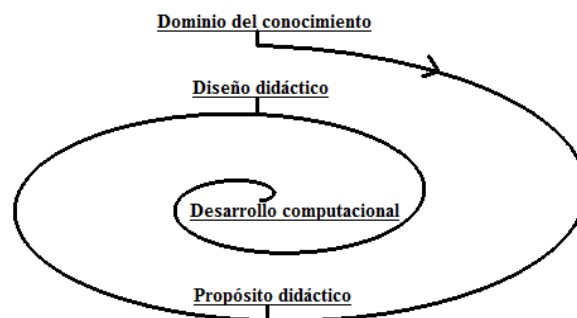 Dominio del conocimiento
Diseño didáctico
Desarrollo computacional
Propósito didáctico